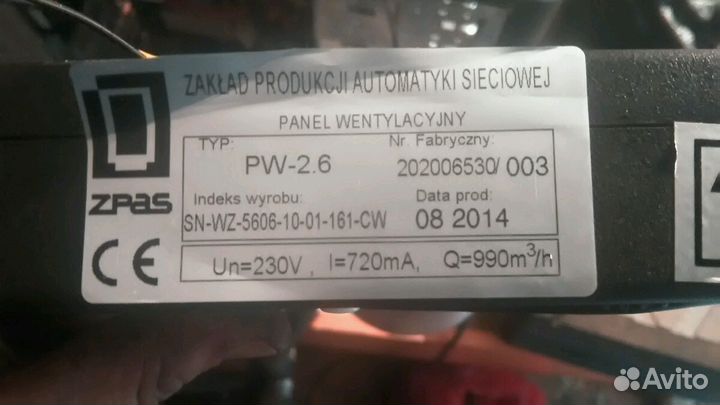 ZAKŁAD PRODUKCJI AUTOMATYKI SIECIOWEJ
PANEL WENTYLACYJNY
TYP: Nr. Fabryczny:
PW-2.6 202006530/ 003
ZPAS
Indeks wyrobu: Data prod:
SN-WZ-5606-10-01-161-CW 08 2014
CE
Un=230V , I=720mA, Q=990m³/h
Avito